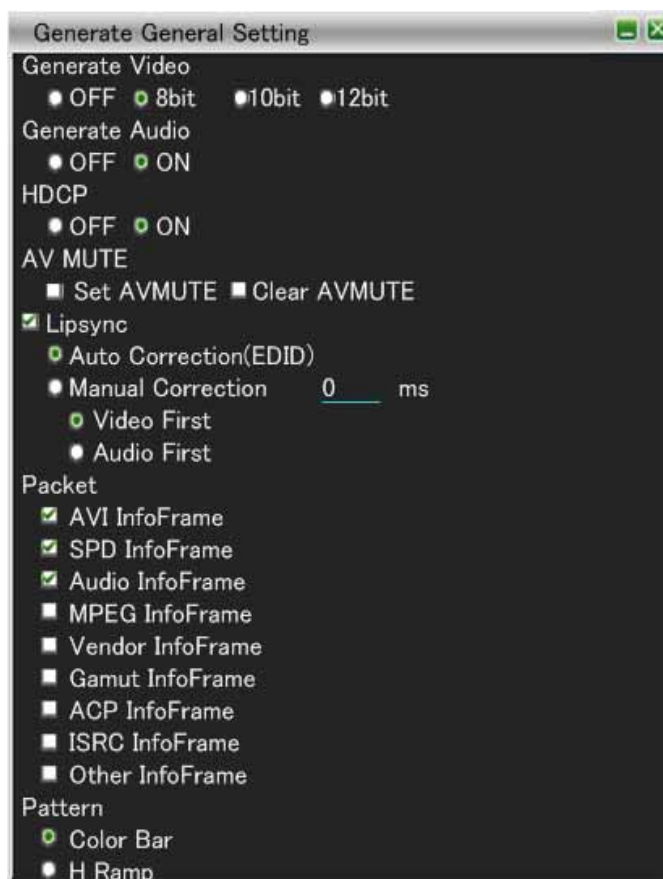 Generate General Setting
Generate Video
OFF 8bit 10bit 12bit
Generate Audio
OFF ON
HDCP
OFF ON
AV MUTE
Set AVMUTE Clear AVMUTE
Lipsync
Auto Correction(EDID)
Manual Correction 0 ms
Video First
Audio First
Packet
AVI InfoFrame
SPD InfoFrame
Audio InfoFrame
MPEG InfoFrame
Vendor InfoFrame
Gamut InfoFrame
ACP InfoFrame
ISRC InfoFrame
Other InfoFrame
Pattern
Color Bar
H Ramp